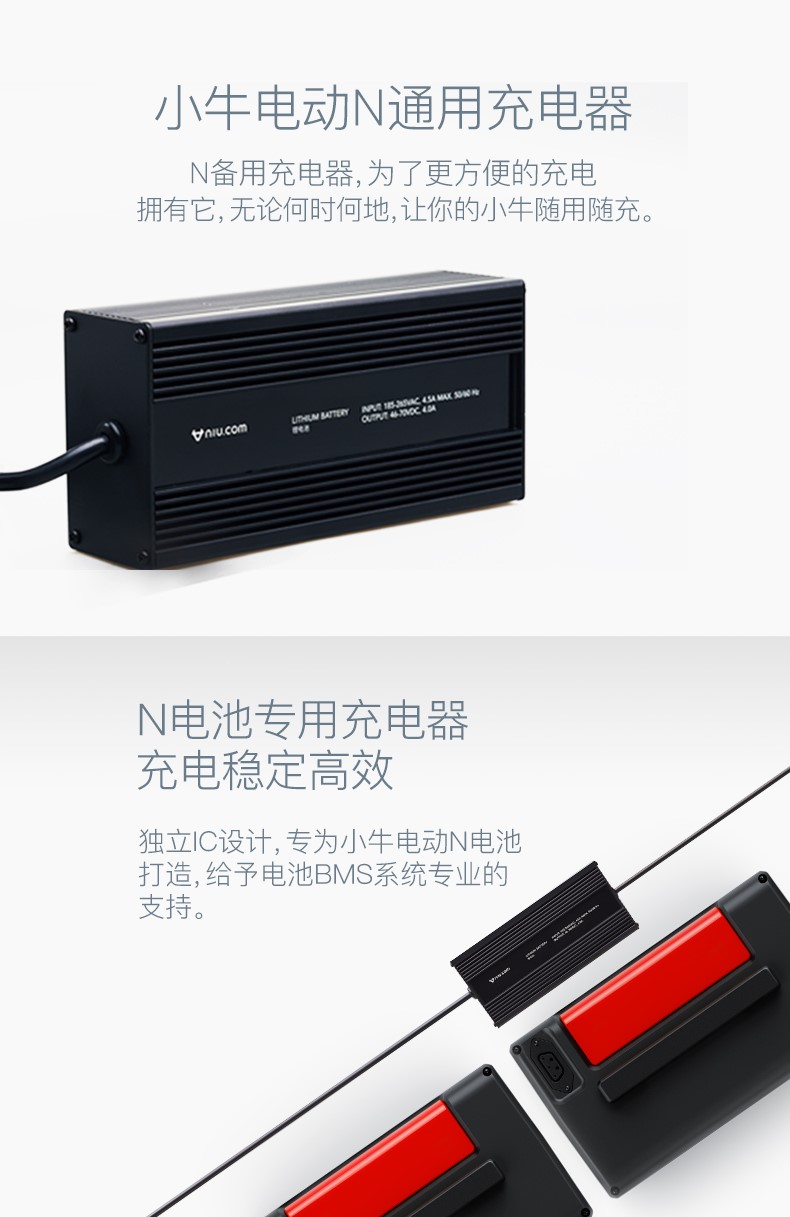 小牛电动N通用充电器
N备用充电器,为了更方便的充电
拥有它,无论何时何地,让你的小牛随用随充。
niu.com
LITHIUM BATTERY
锂电池
INPUT: 185-265VAC, 4.5A MAX. 50/60 Hz
OUTPUT: 46-70VDC, 4.0A
N电池专用充电器
充电稳定高效
独立IC设计,专为小牛电动N电池
打造,给予电池BMS系统专业的
支持。
niu.com
LITHIUM BATTERY